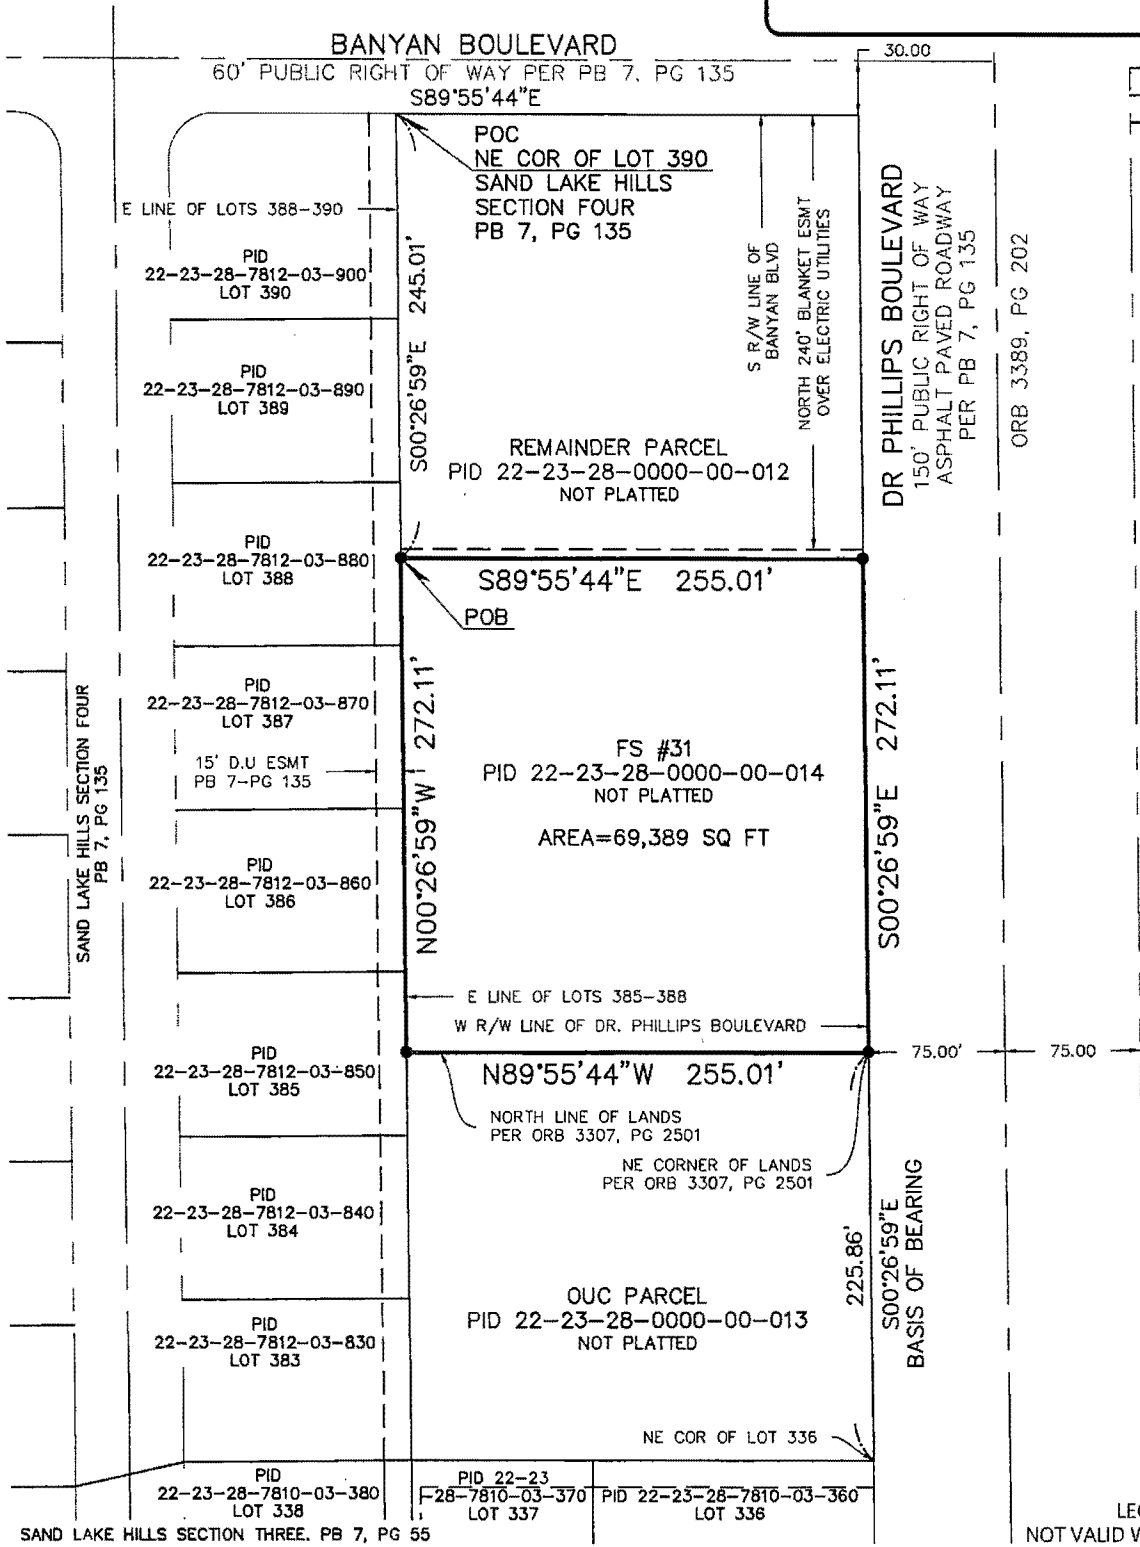 BANYAN BOULEVARD
60' PUBLIC RIGHT OF WAY PER PB 7, PG 135
S89°55'44"E
30.00
POC
NE COR OF LOT 390
SAND LAKE HILLS
SECTION FOUR
PB 7, PG 135
E LINE OF LOTS 388-390
PID
22-23-28-7812-03-900
LOT 390
S00°26'59"E 245.01'
S R/W LINE OF
BANYAN BLVD
NORTH 240' BLANKET ESMT
OVER ELECTRIC UTILITIES
DR PHILLIPS BOULEVARD
150' PUBLIC RIGHT OF WAY
ASPHALT PAVED ROADWAY
PER PB 7, PG 135
ORB 3389, PG 202
PID
22-23-28-7812-03-890
LOT 389
REMAINDER PARCEL
PID 22-23-28-0000-00-012
NOT PLATTED
PID
22-23-28-7812-03-880
LOT 388
S89°55'44"E 255.01'
POB
PID
22-23-28-7812-03-870
LOT 387
SAND LAKE HILLS SECTION FOUR
PB 7, PG 135
15' D.U ESMT
PB 7-PG 135
N00°26'59"W 272.11'
FS #31
PID 22-23-28-0000-00-014
NOT PLATTED
AREA=69,389 SQ FT
S00°26'59"E 272.11'
PID
22-23-28-7812-03-860
LOT 386
E LINE OF LOTS 385-388
W R/W LINE OF DR. PHILLIPS BOULEVARD
75.00'
75.00
PID
22-23-28-7812-03-850
LOT 385
N89°55'44"W 255.01'
NORTH LINE OF LANDS
PER ORB 3307, PG 2501
NE CORNER OF LANDS
PER ORB 3307, PG 2501
PID
22-23-28-7812-03-840
LOT 384
225.86'
S00°26'59"E
BASIS OF BEARING
OUC PARCEL
PID 22-23-28-0000-00-013
NOT PLATTED
PID
22-23-28-7812-03-830
LOT 383
NE COR OF LOT 336
PID
22-23-28-7810-03-380
LOT 338
PID 22-23
-28-7810-03-370
LOT 337
PID 22-23-28-7810-03-360
LOT 336
SAND LAKE HILLS SECTION THREE. PB 7, PG 55
NOT VALID